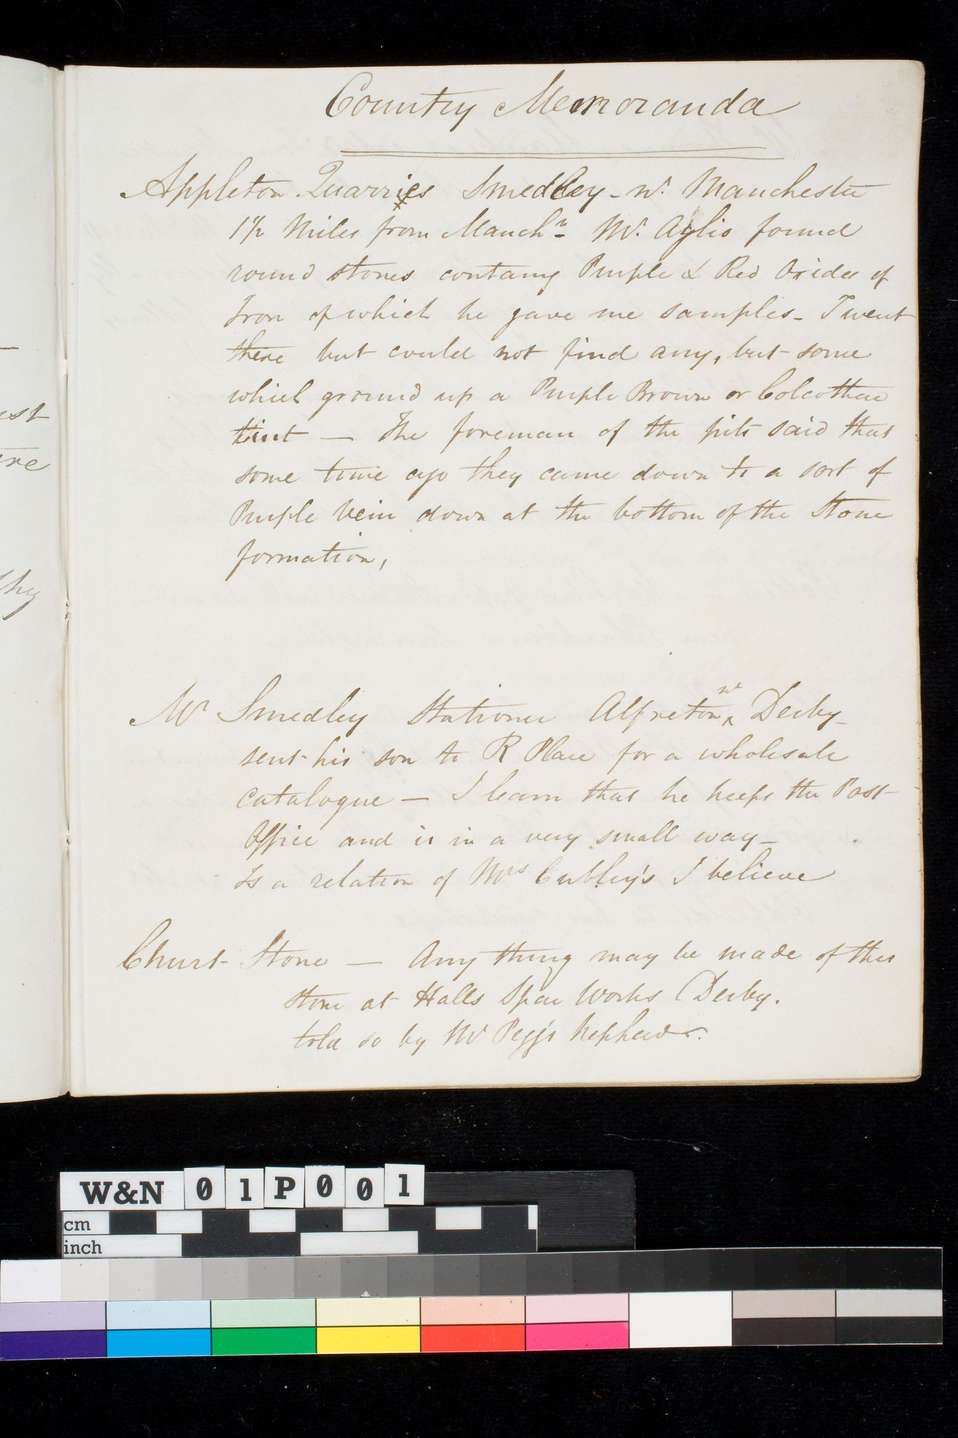 Country Memoranda
Appleton Quarries Smedley - nr. Manchester
1½ Miles from Manchr. Mr. Aglio found
round stones containg Purple & Red Oxides of
Iron of which he gave me samples - I went
there but could not find any, but some
which ground up a Purple Brown or Colcothar
tint — The foreman of the pits said that
some time ago they came down to a sort of
Purple Vein down at the bottom of the Stone
formation,
Mr Smedley Stationer Alfreton nr Derby -
sent his son to R Place for a wholesale
catalogue — I learn that he keeps the Post
Office and is in a very small way -
Is a relation of Mrs Cubley's I believe
Churt Stone — Any thing may be made of this
stone at Halls Spar Works (Derby.
told so by Mr Pegg's Nephew.
est
ere
thy
W&N 01P001
cm
inch